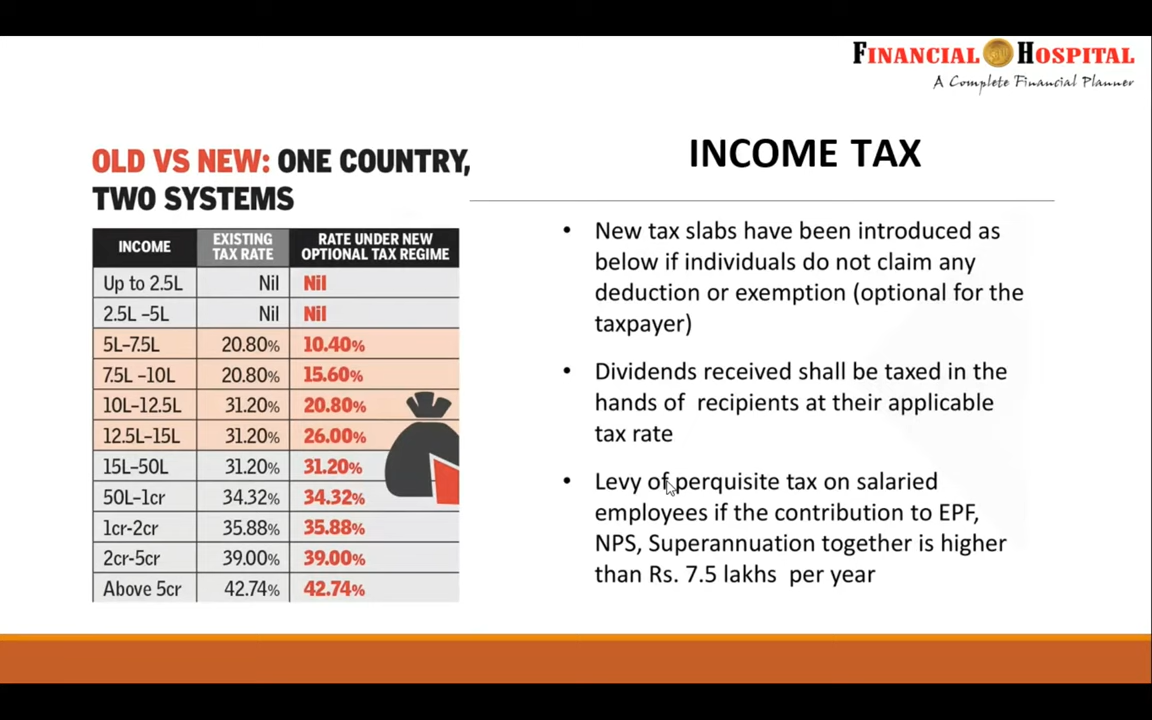 FINANCIAL HOSPITAL
A Complete Financial Planner
OLD VS NEW: ONE COUNTRY,
TWO SYSTEMS
INCOME EXISTING TAX RATE RATE UNDER NEW OPTIONAL TAX REGIME
Up to 2.5L Nil Nil
2.5L –5L Nil Nil
5L–7.5L 20.80% 10.40%
7.5L –10L 20.80% 15.60%
10L–12.5L 31.20% 20.80%
12.5L–15L 31.20% 26.00%
15L–50L 31.20% 31.20%
50L–1cr 34.32% 34.32%
1cr-2cr 35.88% 35.88%
2cr-5cr 39.00% 39.00%
Above 5cr 42.74% 42.74%
INCOME TAX
• New tax slabs have been introduced as
below if individuals do not claim any
deduction or exemption (optional for the
taxpayer)
• Dividends received shall be taxed in the
hands of recipients at their applicable
tax rate
• Levy of perquisite tax on salaried
employees if the contribution to EPF,
NPS, Superannuation together is higher
than Rs. 7.5 lakhs per year